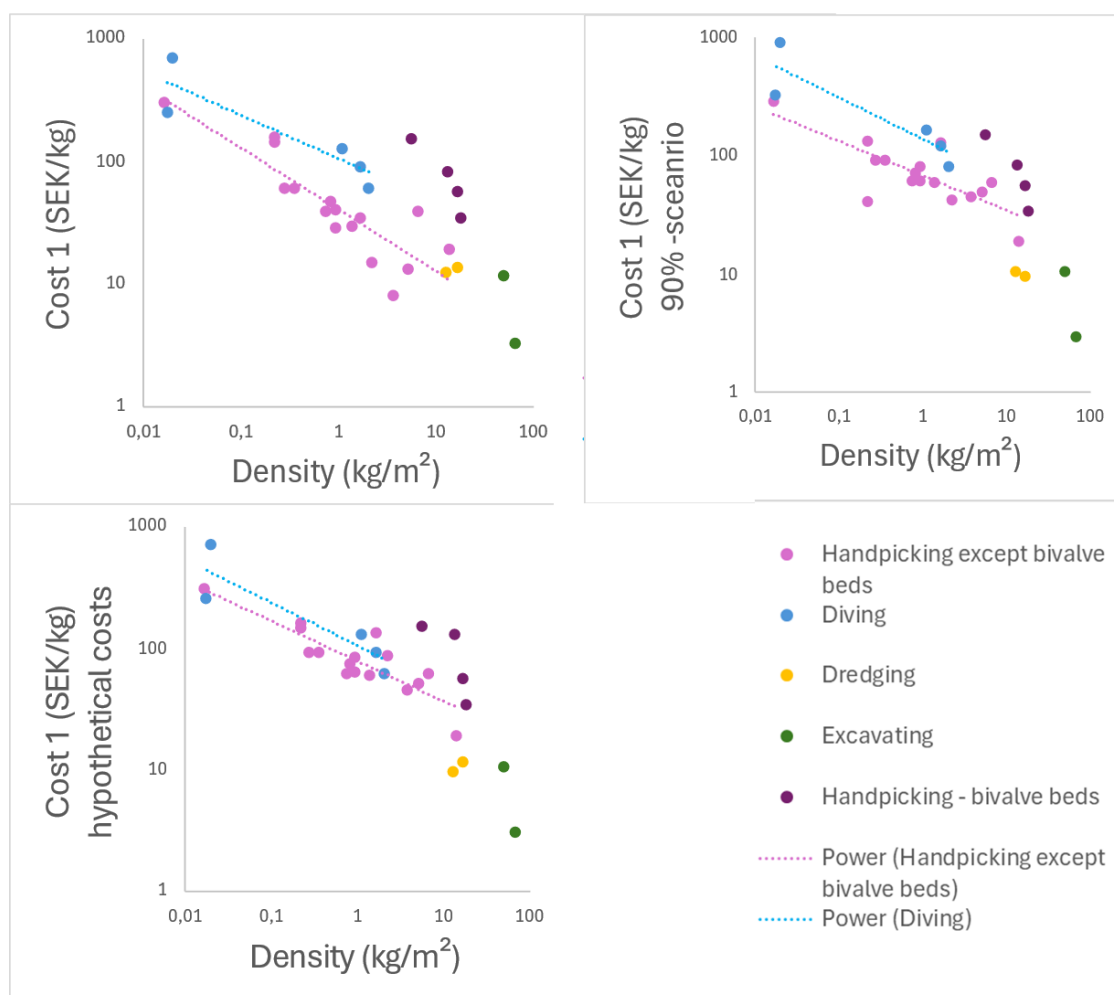 1000
100
10
1
0,01 0,1 1 10 100
Cost 1 (SEK/kg)
Density (kg/m²)
1000
100
10
1
0,01 0,1 1 10 100
Cost 1 (SEK/kg)
90% -sceanrio
Density (kg/m²)
1000
100
10
1
0,01 0,1 1 10 100
Cost 1 (SEK/kg)
hypothetical costs
Density (kg/m²)
Handpicking except bivalve
beds
Diving
Dredging
Excavating
Handpicking - bivalve beds
Power (Handpicking except
bivalve beds)
Power (Diving)